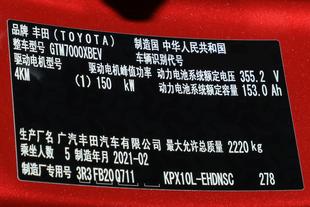 品牌 丰田(TOYOTA) 制造国 中华人民共和国
整车型号 GTM7000XBEV 车辆识别代号
驱动电机型号 驱动电机峰值功率 动力电池系统额定电压 355.2 V
4KM (1) 150 kW 动力电池系统额定容量 153.0 Ah
生产厂 广汽丰田汽车有限公司 最大允许总质量 2220 kg
乘坐人数 5 制造年月 2021-02
制造厂专用号 3R3FB20Q711 KPX10L-EHDNSC 278